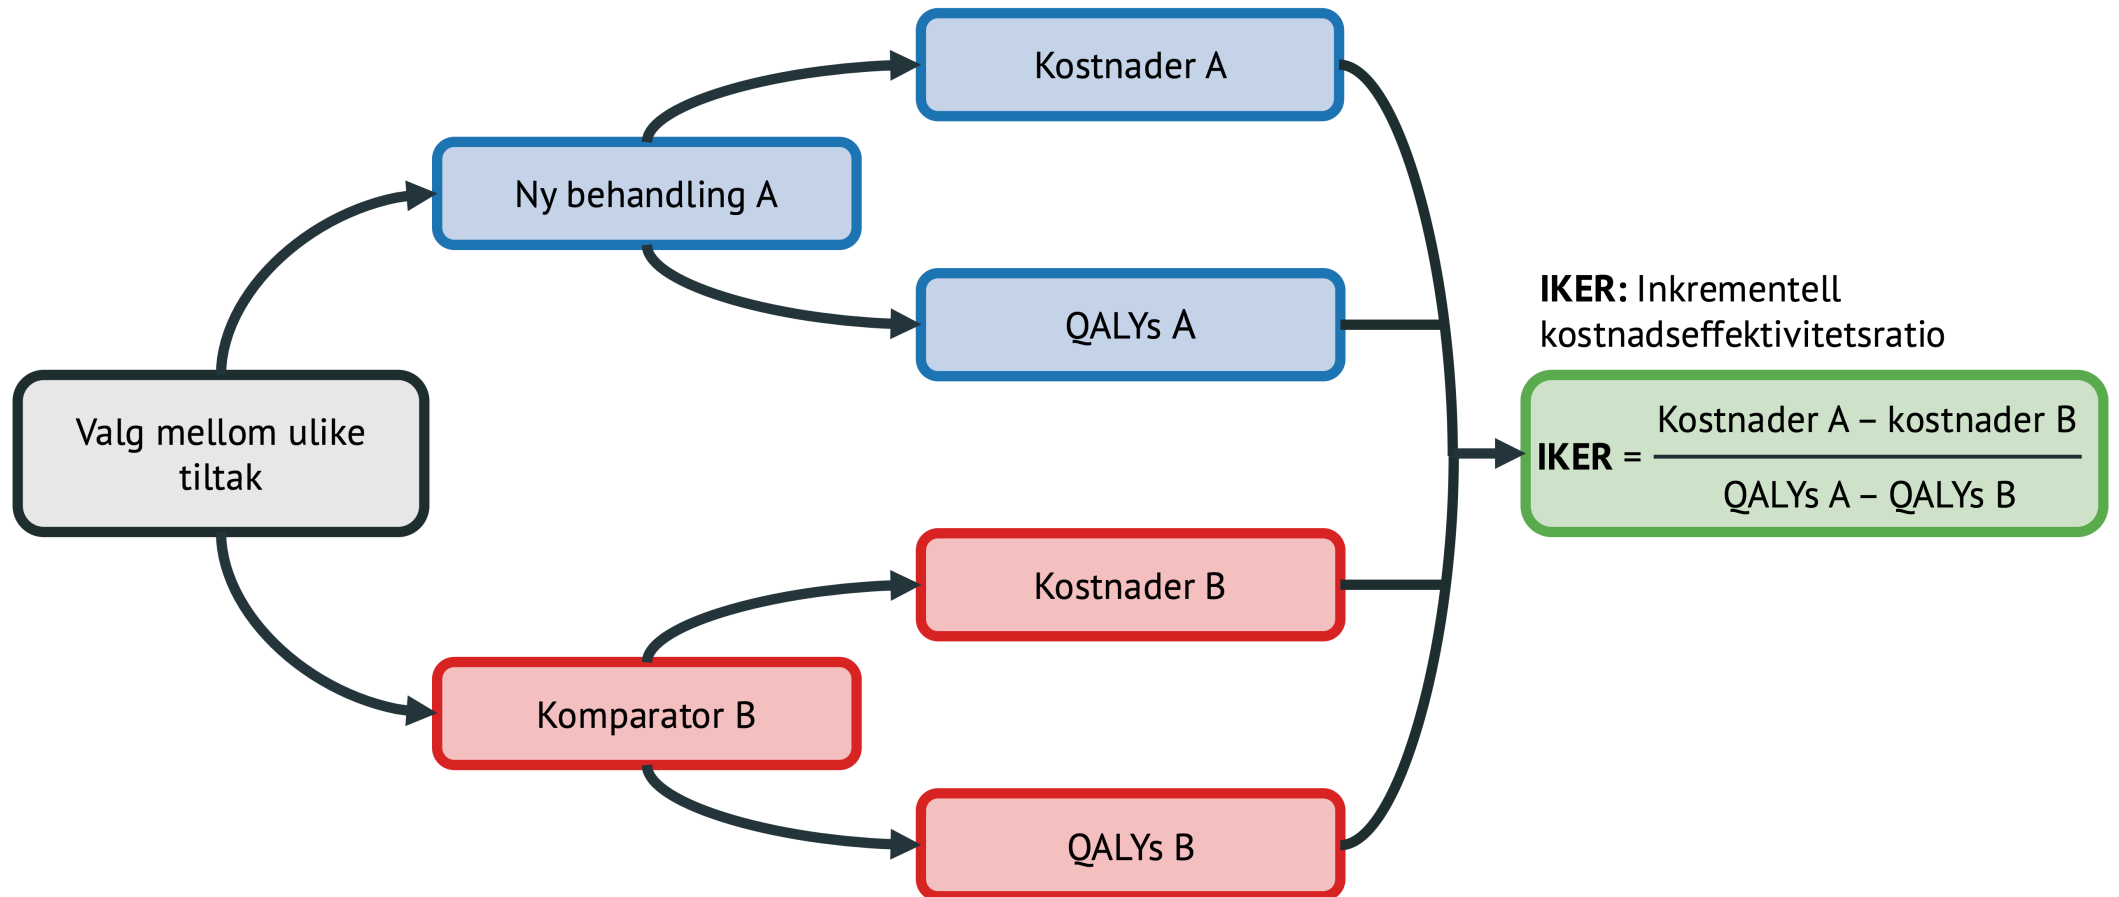 Kostnader A
Ny behandling A
QALYs A
Valg mellom ulike
tiltak
Kostnader B
Komparator B
QALYs B
IKER: Inkrementell
kostnadseffektivitetsratio
Kostnader A – kostnader B
IKER =
QALYs A – QALYs B